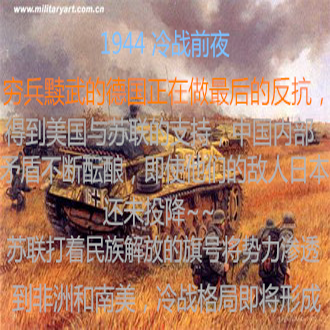 www.militaryart.com.cn
1944 冷战前夜
穷兵黩武的德国正在做最后的反抗，
得到美国与苏联的支持，中国内部
矛盾不断酝酿，即使他们的敌人日本
还未投降~~
苏联打着民族解放的旗号将势力渗透
到非洲和南美，冷战格局即将形成